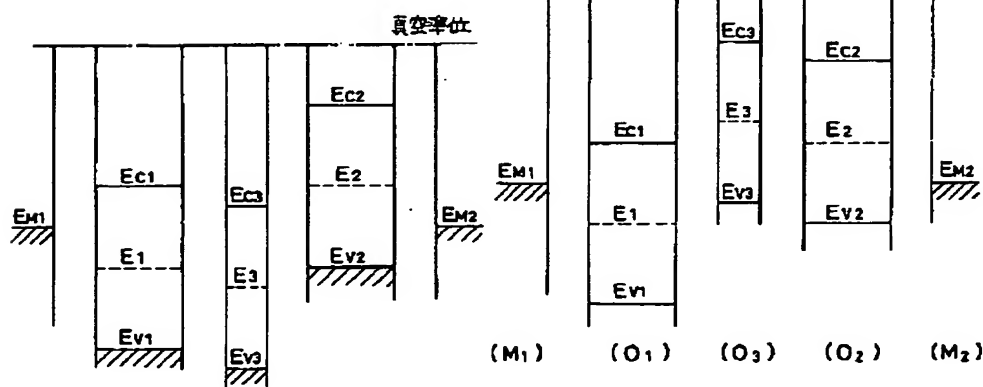 真空準位
EC2
EC1
EC3
E2
EM1
EM2
E1
EV2
E3
EV1
EV3
EC3
EC2
E3
EC1
E2
EM1
EM2
EV3
E1
EV2
EV1
(M1) (O1) (O3) (O2) (M2)